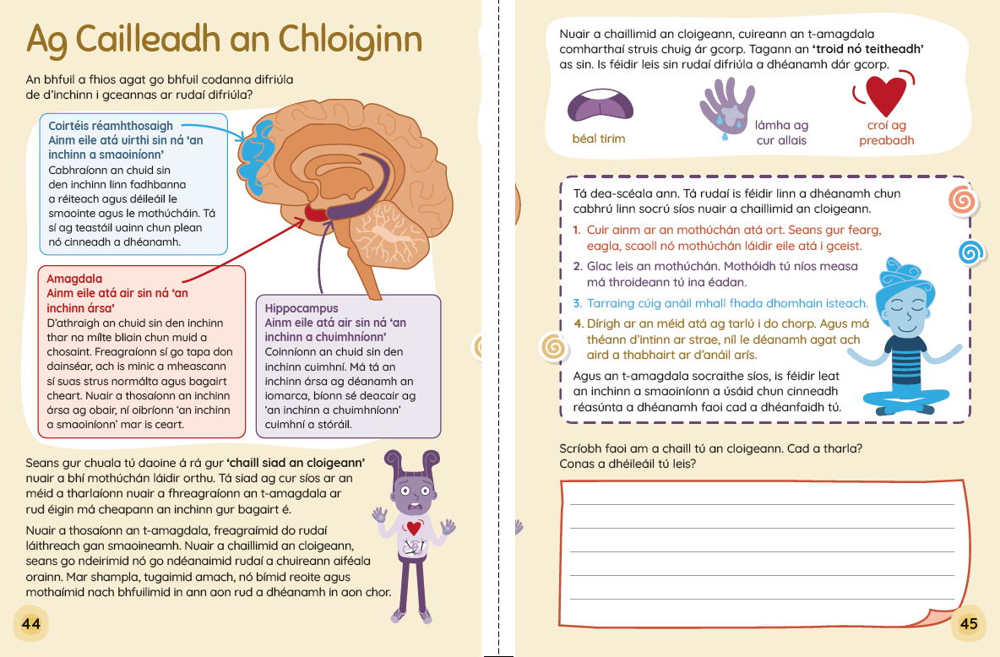 Ag Cailleadh an Chloiginn
An bhfuil a fhios agat go bhfuil codanna difriúla
de d'inchinn i gceannas ar rudaí difriúla?
Coirtéis réamhthosaigh
Ainm eile atá uirthi sin ná 'an
inchinn a smaoiníonn'
Cabhraíonn an chuid sin
den inchinn linn fadhbanna
a réiteach agus déileáil le
smaointe agus le mothúcháin. Tá
sí ag teastáil uainn chun plean
nó cinneadh a dhéanamh.
Amagdala
Ainm eile atá air sin ná 'an
inchinn ársa'
D'athraigh an chuid sin den inchinn
thar na mílte bliain chun muid a
chosaint. Freagraíonn sí go tapa don
dainséar, ach is minic a mheascann
sí suas strus normálta agus bagairt
cheart. Nuair a thosaíonn an inchinn
ársa ag obair, ní oibríonn 'an inchinn
a smaoiníonn' mar is ceart.
Hippocampus
Ainm eile atá air sin ná 'an
inchinn a chuimhníonn'
Coinníonn an chuid sin den
inchinn cuimhní. Má tá an
inchinn ársa ag déanamh an
iomarca, bíonn sé deacair ag
'an inchinn a chuimhníonn'
cuimhní a stóráil.
Seans gur chuala tú daoine á rá gur 'chaill siad an cloigeann'
nuair a bhí mothúchán láidir orthu. Tá siad ag cur síos ar an
méid a tharlaíonn nuair a fhreagraíonn an t-amagdala ar
rud éigin má cheapann an inchinn gur bagairt é.
Nuair a thosaíonn an t-amagdala, freagraímid do rudaí
láithreach gan smaoineamh. Nuair a chaillimid an cloigeann,
seans go ndeirimid nó go ndéanaimid rudaí a chuireann aiféala
orainn. Mar shampla, tugaimid amach, nó bímid reoite agus
mothaímid nach bhfuilimid in ann aon rud a dhéanamh in aon chor.
44
Nuair a chaillimid an cloigeann, cuireann an t-amagdala
comharthaí struis chuig ár gcorp. Tagann an 'troid nó teitheadh'
as sin. Is féidir leis sin rudaí difriúla a dhéanamh dár gcorp.
béal tirim
lámha ag
cur allais
croí ag
preabadh
Tá dea-scéala ann. Tá rudaí is féidir linn a dhéanamh chun
cabhrú linn socrú síos nuair a chaillimid an cloigeann.
1. Cuir ainm ar an mothúchán atá ort. Seans gur fearg,
eagla, scaoll nó mothúchán láidir eile atá i gceist.
2. Glac leis an mothúchán. Mothóidh tú níos measa
má throideann tú ina éadan.
3. Tarraing cúig anáil mhall fhada dhomhain isteach.
4. Dírigh ar an méid atá ag tarlú i do chorp. Agus má
théann d'intinn ar strae, níl le déanamh agat ach
aird a thabhairt ar d'anáil arís.
Agus an t-amagdala socraithe síos, is féidir leat
an inchinn a smaoiníonn a úsáid chun cinneadh
réasúnta a dhéanamh faoi cad a dhéanfaidh tú.
Scríobh faoi am a chaill tú an cloigeann. Cad a tharla?
Conas a dhéileáil tú leis?
45